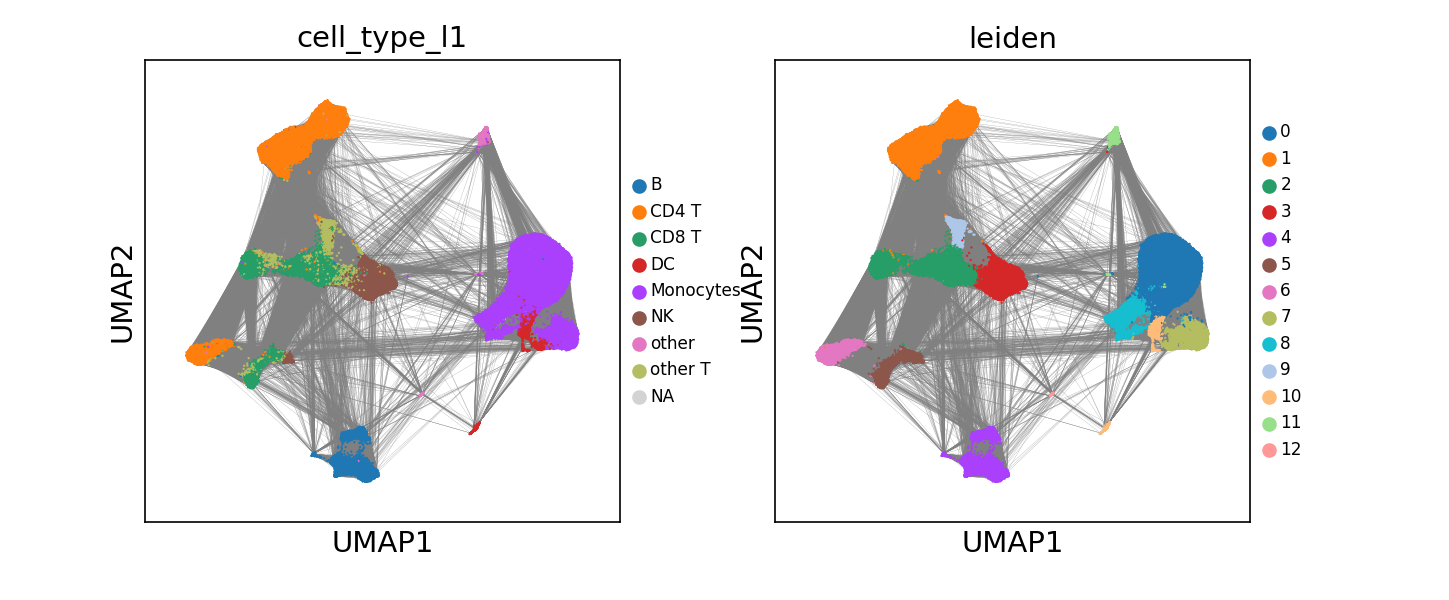 cell_type_l1
UMAP2
UMAP1
B
CD4 T
CD8 T
DC
Monocytes
NK
other
other T
NA
leiden
UMAP2
UMAP1
0
1
2
3
4
5
6
7
8
9
10
11
12